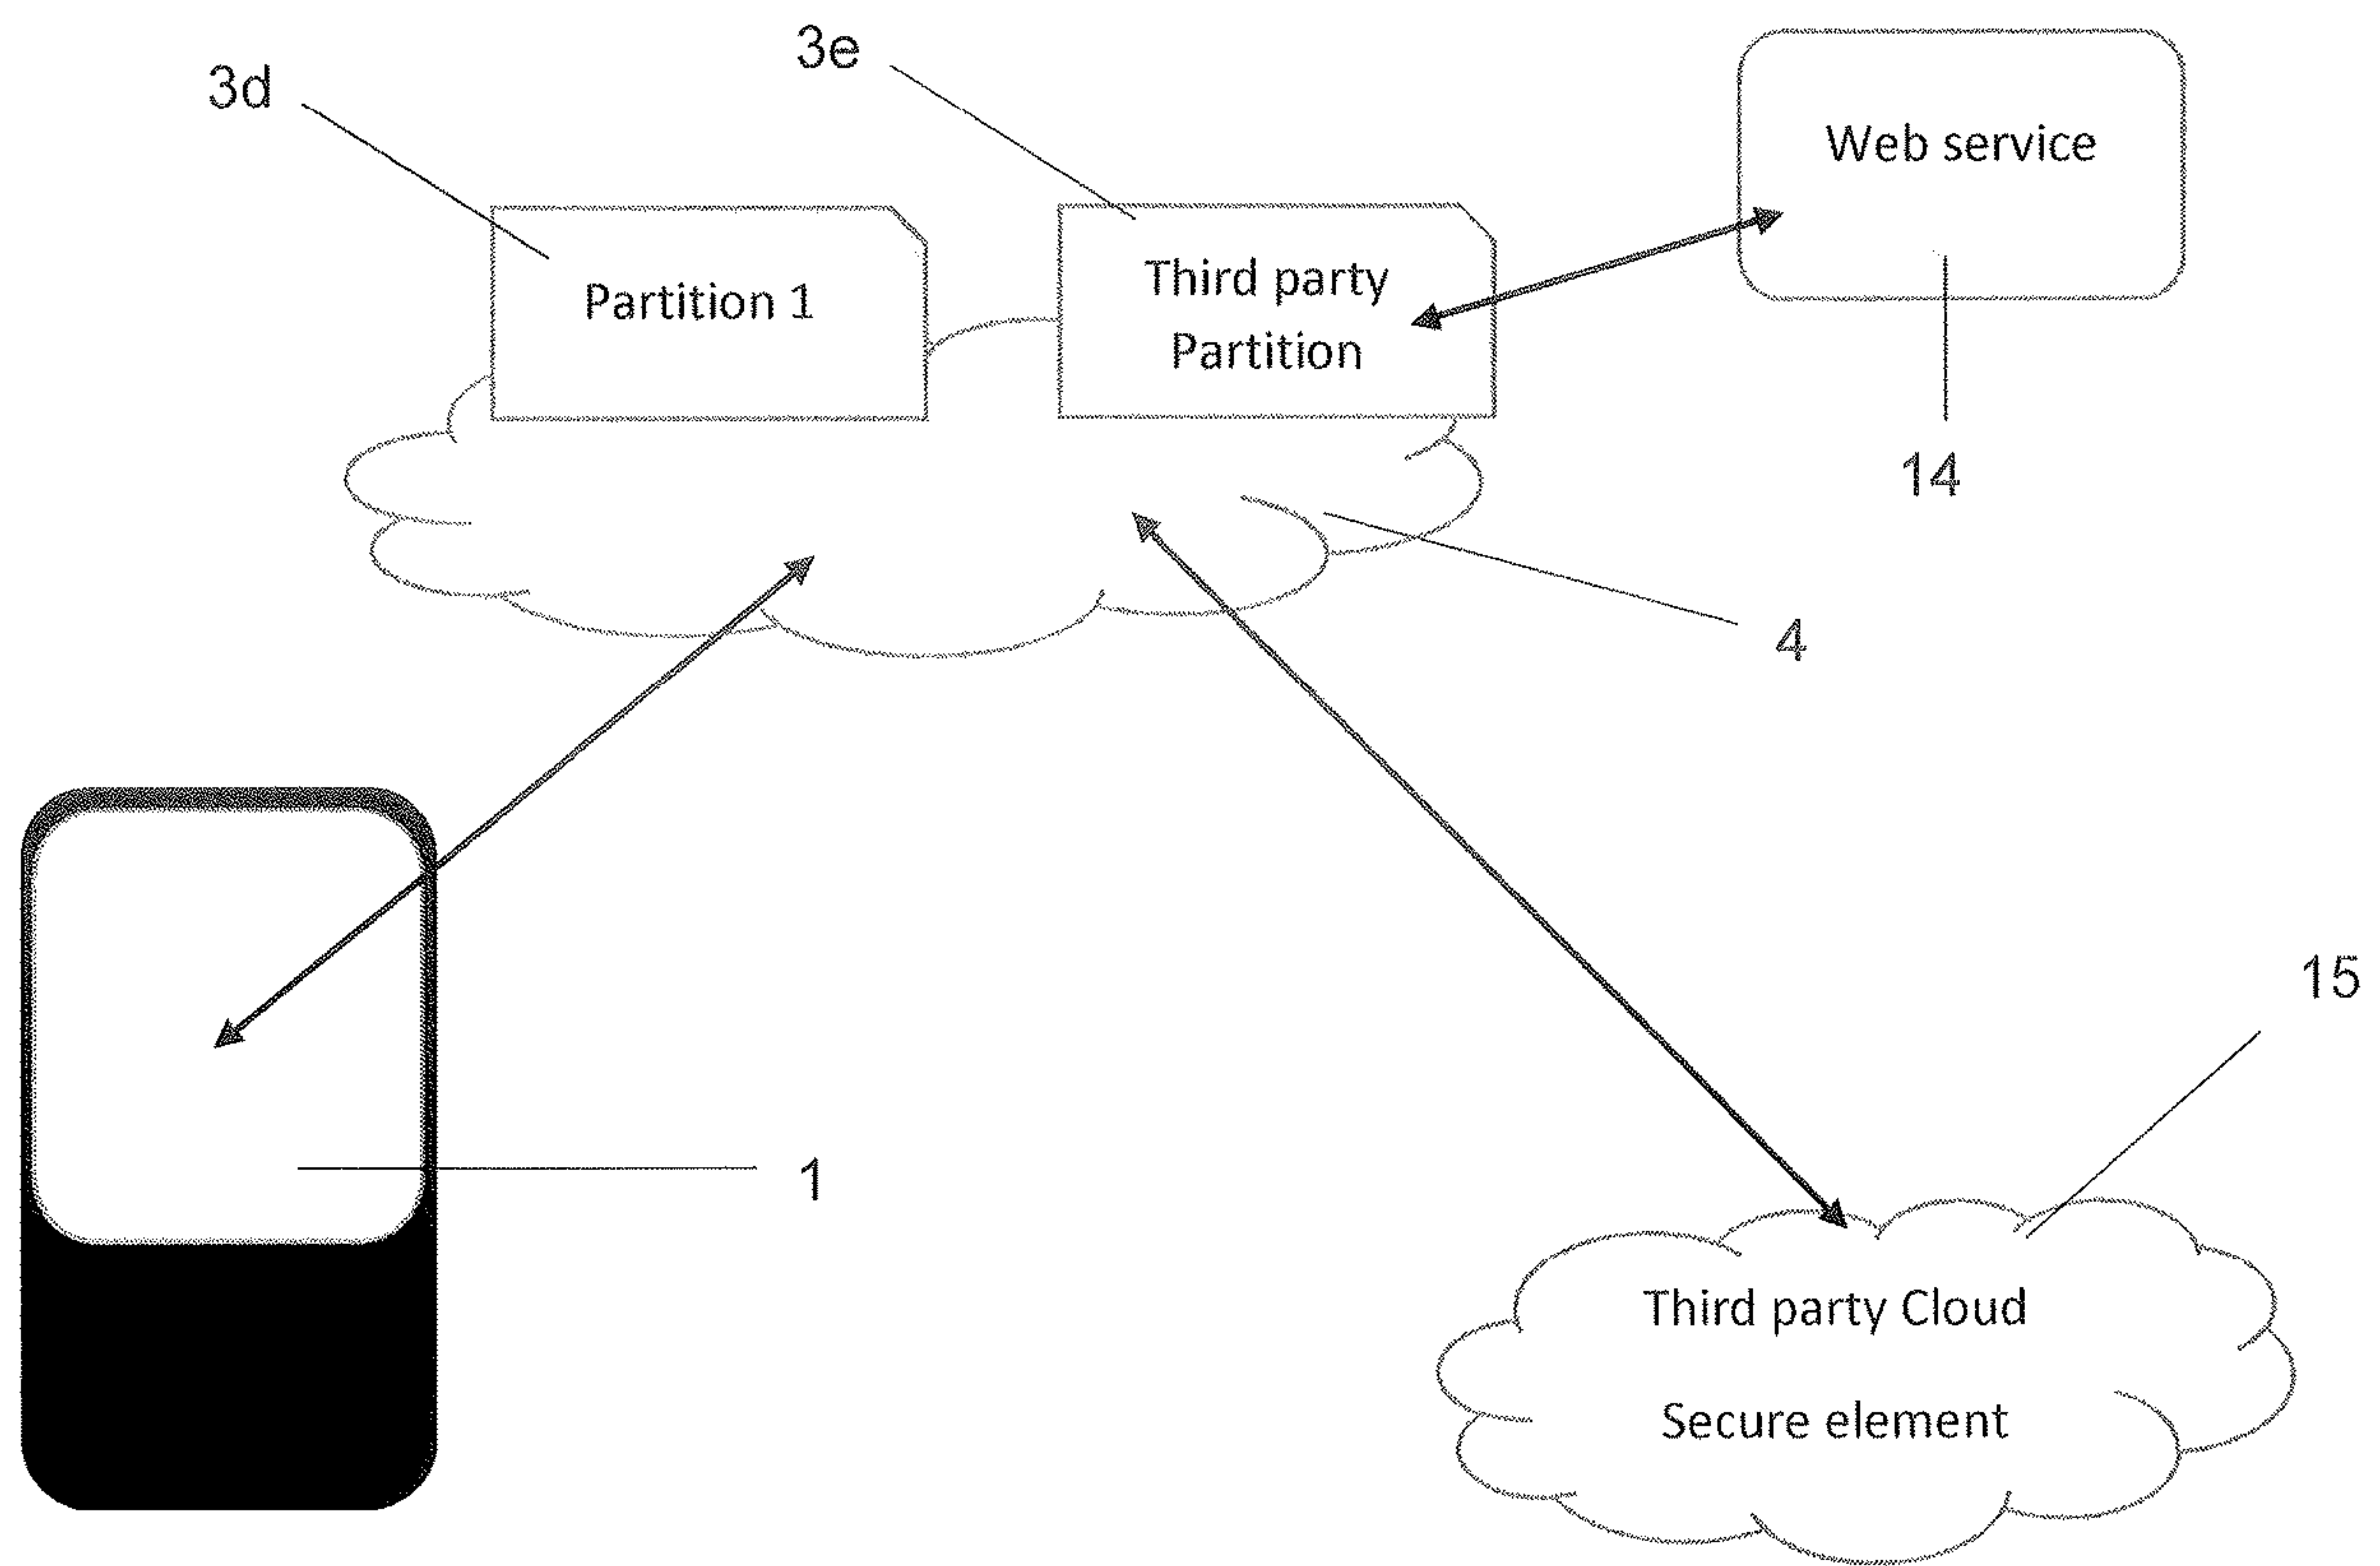 3d
3e
Web service
Partition 1
Third party
Partition
14
4
15
1
Third party Cloud
Secure element